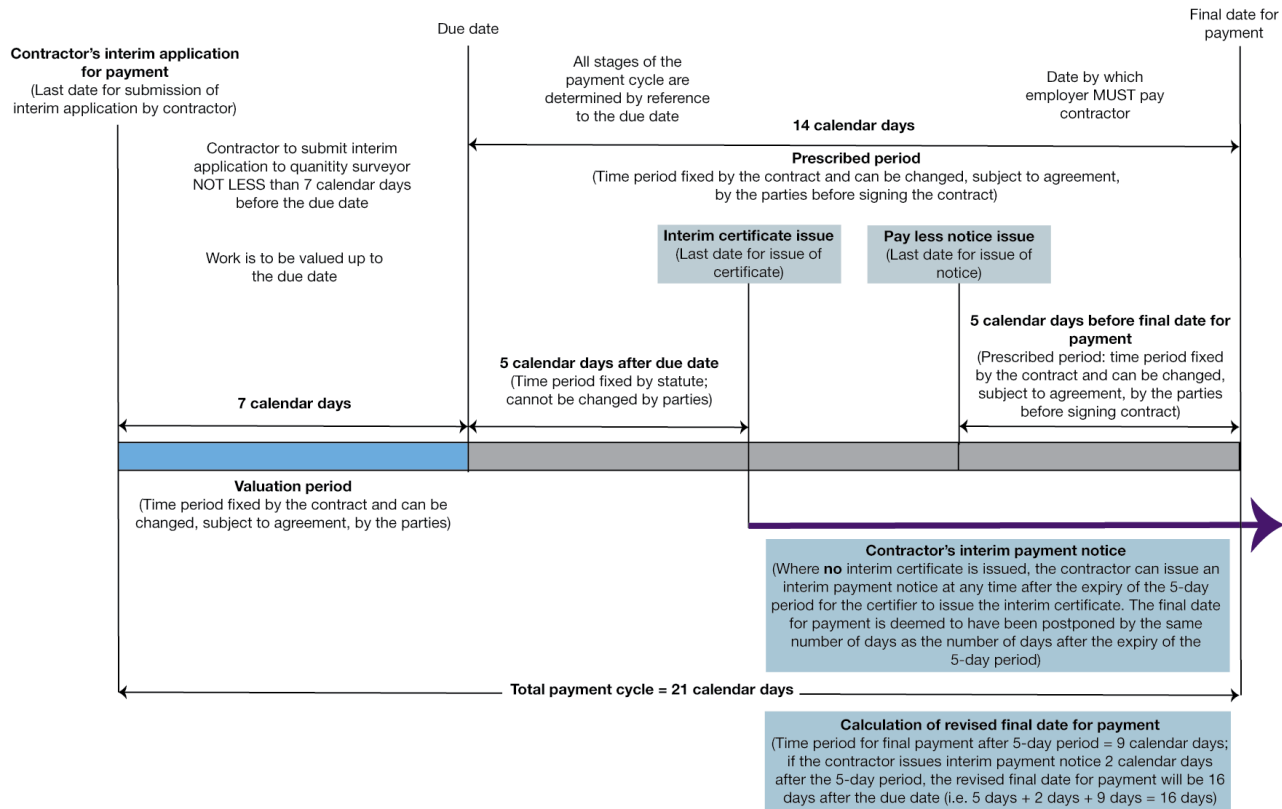 Due date
Final date for
payment
Contractor's interim application
for payment
(Last date for submission of
interim application by contractor)
All stages of the
payment cycle are
determined by reference
to the due date
Date by which
employer MUST pay
contractor
14 calendar days
Contractor to submit interim
application to quanitity surveyor
NOT LESS than 7 calendar days
before the due date
Prescribed period
(Time period fixed by the contract and can be changed, subject to agreement,
by the parties before signing the contract)
Work is to be valued up to
the due date
Interim certificate issue
(Last date for issue of
certificate)
Pay less notice issue
(Last date for issue of
notice)
5 calendar days after due date
(Time period fixed by statute;
cannot be changed by parties)
5 calendar days before final date for
payment
(Prescribed period: time period fixed
by the contract and can be changed,
subject to agreement, by the parties
before signing contract)
7 calendar days
Valuation period
(Time period fixed by the contract and can be
changed, subject to agreement, by the parties)
Contractor's interim payment notice
(Where no interim certificate is issued, the contractor can issue an
interim payment notice at any time after the expiry of the 5-day
period for the certifier to issue the interim certificate. The final date
for payment is deemed to have been postponed by the same
number of days as the number of days after the expiry of the
5-day period)
Total payment cycle = 21 calendar days
Calculation of revised final date for payment
(Time period for final payment after 5-day period = 9 calendar days;
if the contractor issues interim payment notice 2 calendar days
after the 5-day period, the revised final date for payment will be 16
days after the due date (i.e. 5 days + 2 days + 9 days = 16 days)